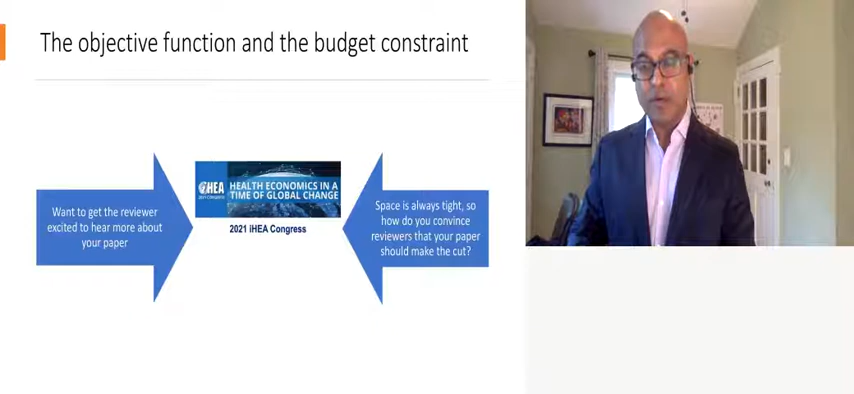 The objective function and the budget constraint
Want to get the reviewer
excited to hear more about
your paper
iHEA
HEALTH ECONOMICS IN A
TIME OF GLOBAL CHANGE
2021 iHEA Congress
Space is always tight, so
how do you convince
reviewers that your paper
should make the cut?